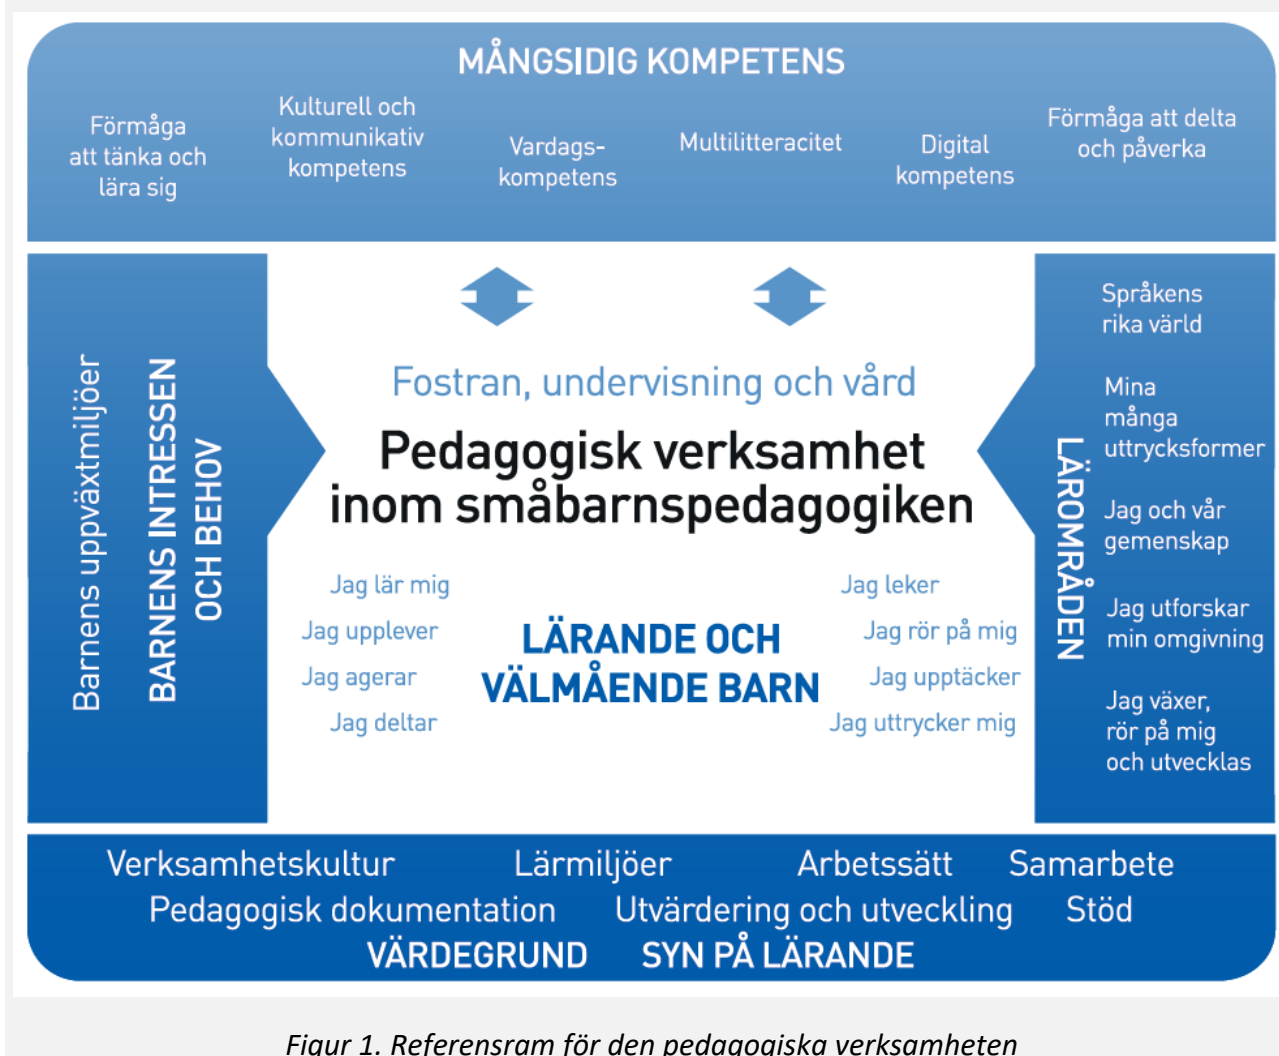 MÅNGSIDIG KOMPETENS
Förmåga
att tänka och
lära sig
Kulturell och
kommunikativ
kompetens
Vardags-
kompetens
Multilitteracitet
Digital
kompetens
Förmåga att delta
och påverka
Barnens uppväxtmiljöer
BARNENS INTRESSEN
OCH BEHOV
Fostran, undervisning och vård
Pedagogisk verksamhet
inom småbarnspedagogiken
Jag lär mig
Jag upplever
Jag agerar
Jag deltar
LÄRANDE OCH
VÄLMÅENDE BARN
Jag leker
Jag rör på mig
Jag upptäcker
Jag uttrycker mig
LÄROMRÅDEN
Språkens
rika värld
Mina
många
uttrycksformer
Jag och vår
gemenskap
Jag utforskar
min omgivning
Jag växer,
rör på mig
och utvecklas
Verksamhetskultur Lärmiljöer Arbetssätt Samarbete
Pedagogisk dokumentation Utvärdering och utveckling Stöd
VÄRDEGRUND SYN PÅ LÄRANDE
Figur 1. Referensram för den pedagogiska verksamheten